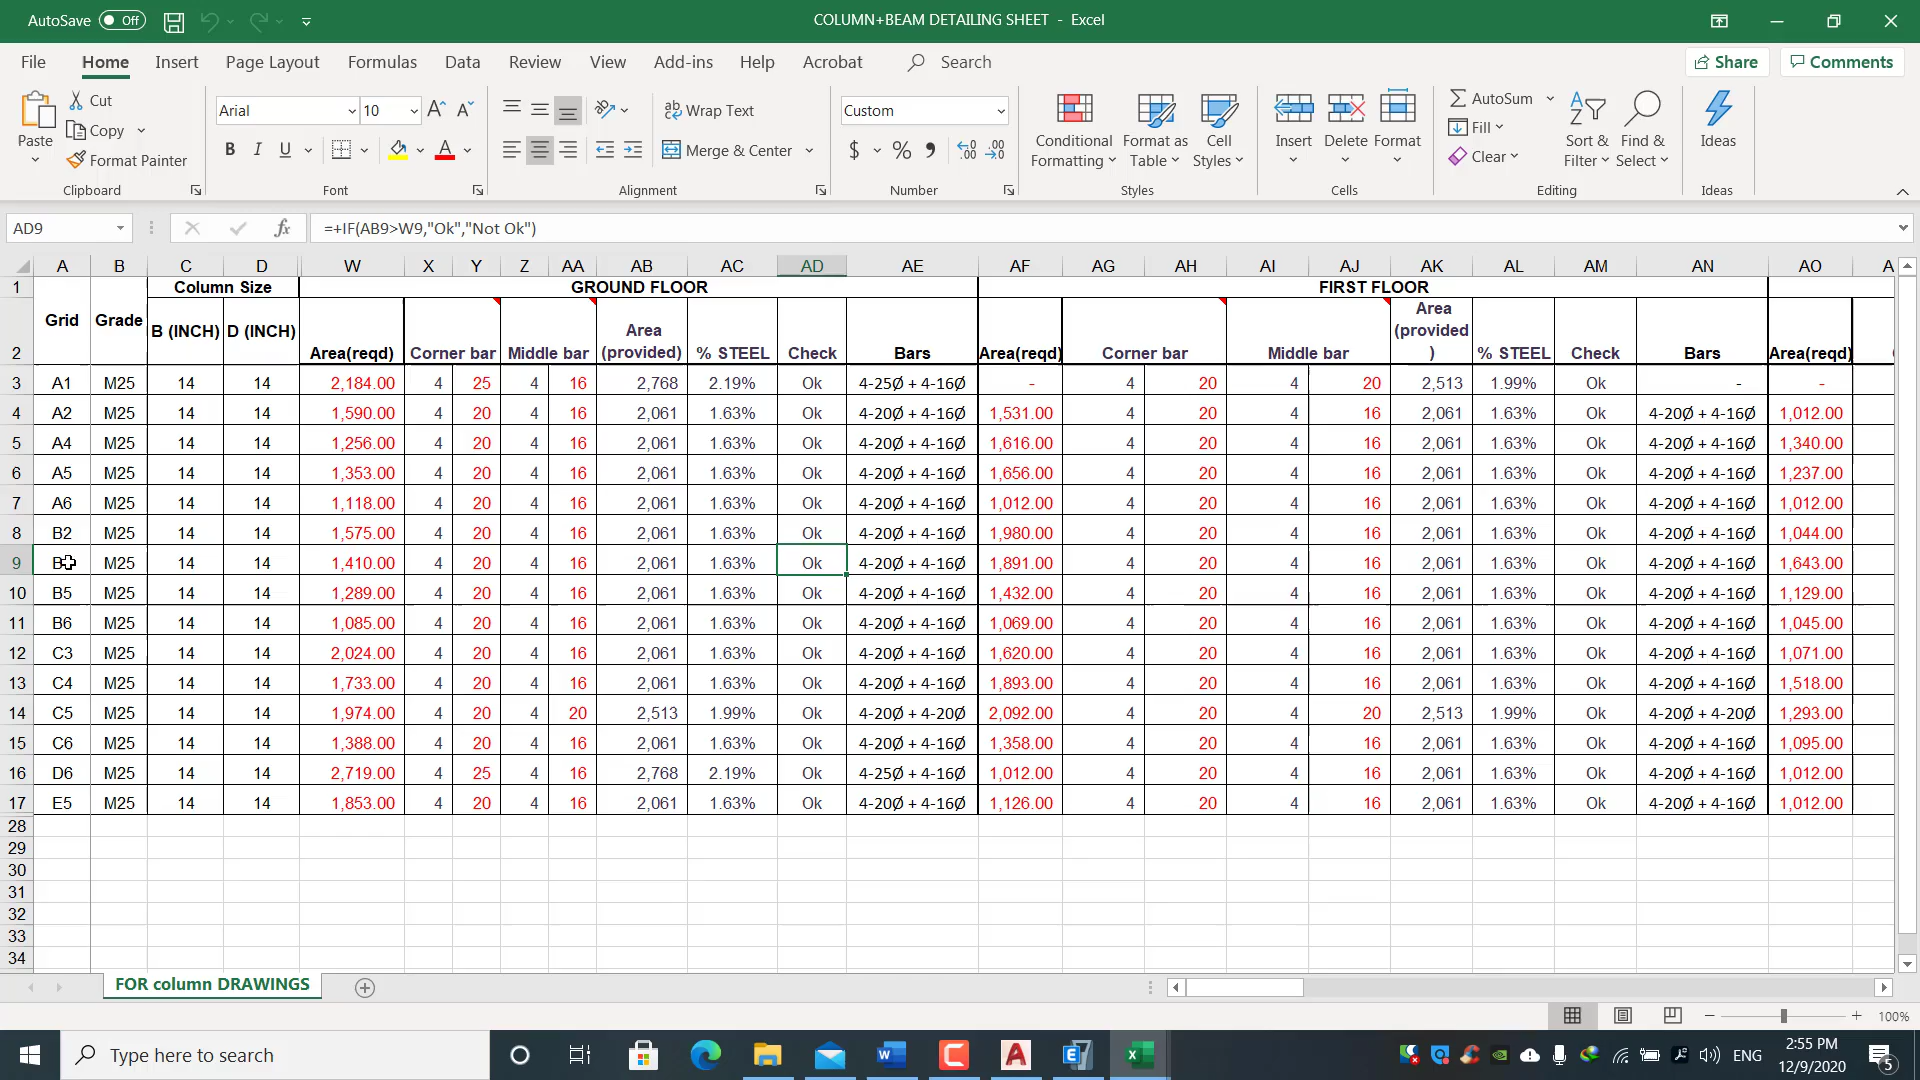 AutoSave Off COLUMN+BEAM DETAILING SHEET - Excel
File Home Insert Page Layout Formulas Data Review View Add-ins Help Acrobat Search Share Comments
Paste Cut Copy Format Painter Clipboard
Arial 10 B I U A Font
Wrap Text Merge & Center Alignment
Custom $ % Number
Conditional Formatting Format as Table Cell Styles Styles
Insert Delete Format Cells
AutoSum Fill Clear Sort & Filter Find & Select Editing
Ideas Ideas
AD9 fx =+IF(AB9>W9,"Ok","Not Ok")
A B C D W X Y Z AA AB AC AD AE AF AG AH AI AJ AK AL AM AN AO A
1 Column Size GROUND FLOOR FIRST FLOOR
2 Grid Grade B (INCH) D (INCH) Area(reqd) Corner bar Middle bar Area (provided) % STEEL Check Bars Area(reqd) Corner bar Middle bar Area (provided ) % STEEL Check Bars Area(reqd)
3 A1 M25 14 14 2,184.00 4 25 4 16 2,768 2.19% Ok 4-25Ø + 4-16Ø - 4 20 4 20 2,513 1.99% Ok - -
4 A2 M25 14 14 1,590.00 4 20 4 16 2,061 1.63% Ok 4-20Ø + 4-16Ø 1,531.00 4 20 4 16 2,061 1.63% Ok 4-20Ø + 4-16Ø 1,012.00
5 A4 M25 14 14 1,256.00 4 20 4 16 2,061 1.63% Ok 4-20Ø + 4-16Ø 1,616.00 4 20 4 16 2,061 1.63% Ok 4-20Ø + 4-16Ø 1,340.00
6 A5 M25 14 14 1,353.00 4 20 4 16 2,061 1.63% Ok 4-20Ø + 4-16Ø 1,656.00 4 20 4 16 2,061 1.63% Ok 4-20Ø + 4-16Ø 1,237.00
7 A6 M25 14 14 1,118.00 4 20 4 16 2,061 1.63% Ok 4-20Ø + 4-16Ø 1,012.00 4 20 4 16 2,061 1.63% Ok 4-20Ø + 4-16Ø 1,012.00
8 B2 M25 14 14 1,575.00 4 20 4 16 2,061 1.63% Ok 4-20Ø + 4-16Ø 1,980.00 4 20 4 16 2,061 1.63% Ok 4-20Ø + 4-16Ø 1,044.00
9 M25 14 14 1,410.00 4 20 4 16 2,061 1.63% Ok 4-20Ø + 4-16Ø 1,891.00 4 20 4 16 2,061 1.63% Ok 4-20Ø + 4-16Ø 1,643.00
10 B5 M25 14 14 1,289.00 4 20 4 16 2,061 1.63% Ok 4-20Ø + 4-16Ø 1,432.00 4 20 4 16 2,061 1.63% Ok 4-20Ø + 4-16Ø 1,129.00
11 B6 M25 14 14 1,085.00 4 20 4 16 2,061 1.63% Ok 4-20Ø + 4-16Ø 1,069.00 4 20 4 16 2,061 1.63% Ok 4-20Ø + 4-16Ø 1,045.00
12 C3 M25 14 14 2,024.00 4 20 4 16 2,061 1.63% Ok 4-20Ø + 4-16Ø 1,620.00 4 20 4 16 2,061 1.63% Ok 4-20Ø + 4-16Ø 1,071.00
13 C4 M25 14 14 1,733.00 4 20 4 16 2,061 1.63% Ok 4-20Ø + 4-16Ø 1,893.00 4 20 4 16 2,061 1.63% Ok 4-20Ø + 4-16Ø 1,518.00
14 C5 M25 14 14 1,974.00 4 20 4 20 2,513 1.99% Ok 4-20Ø + 4-20Ø 2,092.00 4 20 4 20 2,513 1.99% Ok 4-20Ø + 4-20Ø 1,293.00
15 C6 M25 14 14 1,388.00 4 20 4 16 2,061 1.63% Ok 4-20Ø + 4-16Ø 1,358.00 4 20 4 16 2,061 1.63% Ok 4-20Ø + 4-16Ø 1,095.00
16 D6 M25 14 14 2,719.00 4 25 4 16 2,768 2.19% Ok 4-25Ø + 4-16Ø 1,012.00 4 20 4 16 2,061 1.63% Ok 4-20Ø + 4-16Ø 1,012.00
17 E5 M25 14 14 1,853.00 4 20 4 16 2,061 1.63% Ok 4-20Ø + 4-16Ø 1,126.00 4 20 4 16 2,061 1.63% Ok 4-20Ø + 4-16Ø 1,012.00
28
29
30
31
32
33
34
FOR column DRAWINGS
100%
Type here to search ENG 2:55 PM
12/9/2020 5